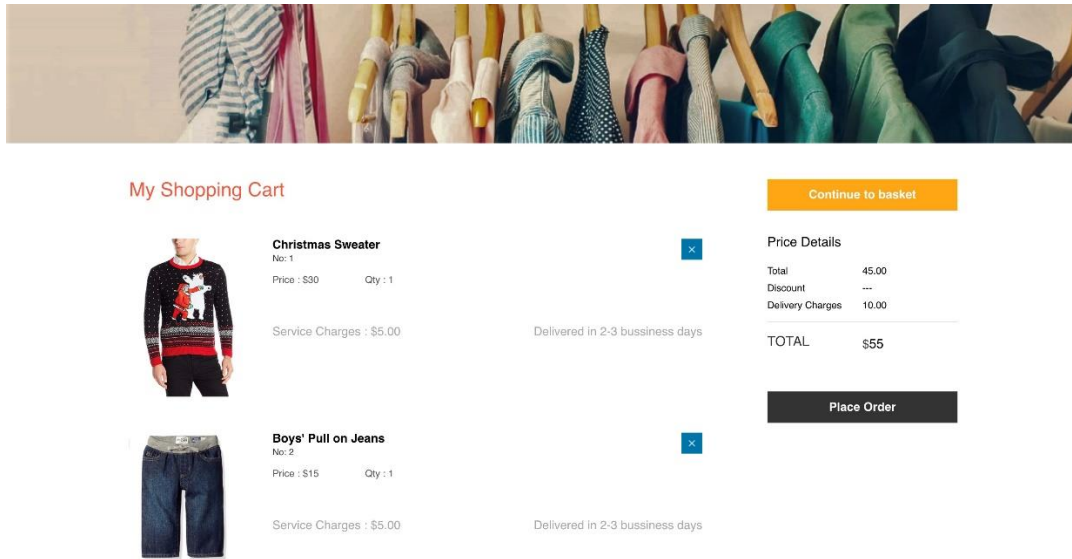 My Shopping Cart
Christmas Sweater
No: 1
Price : $30 Qty : 1
×
Service Charges : $5.00 Delivered in 2-3 bussiness days
Boys' Pull on Jeans
No: 2
Price : $15 Qty : 1
×
Service Charges : $5.00 Delivered in 2-3 bussiness days
Continue to basket
Price Details
Total 45.00
Discount ---
Delivery Charges 10.00
TOTAL $55
Place Order